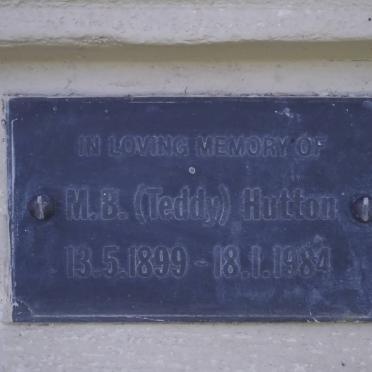 IN LOVING MEMORY OF
M.B. (Teddy) Hutton
13.5.1899 - 18.1.1984